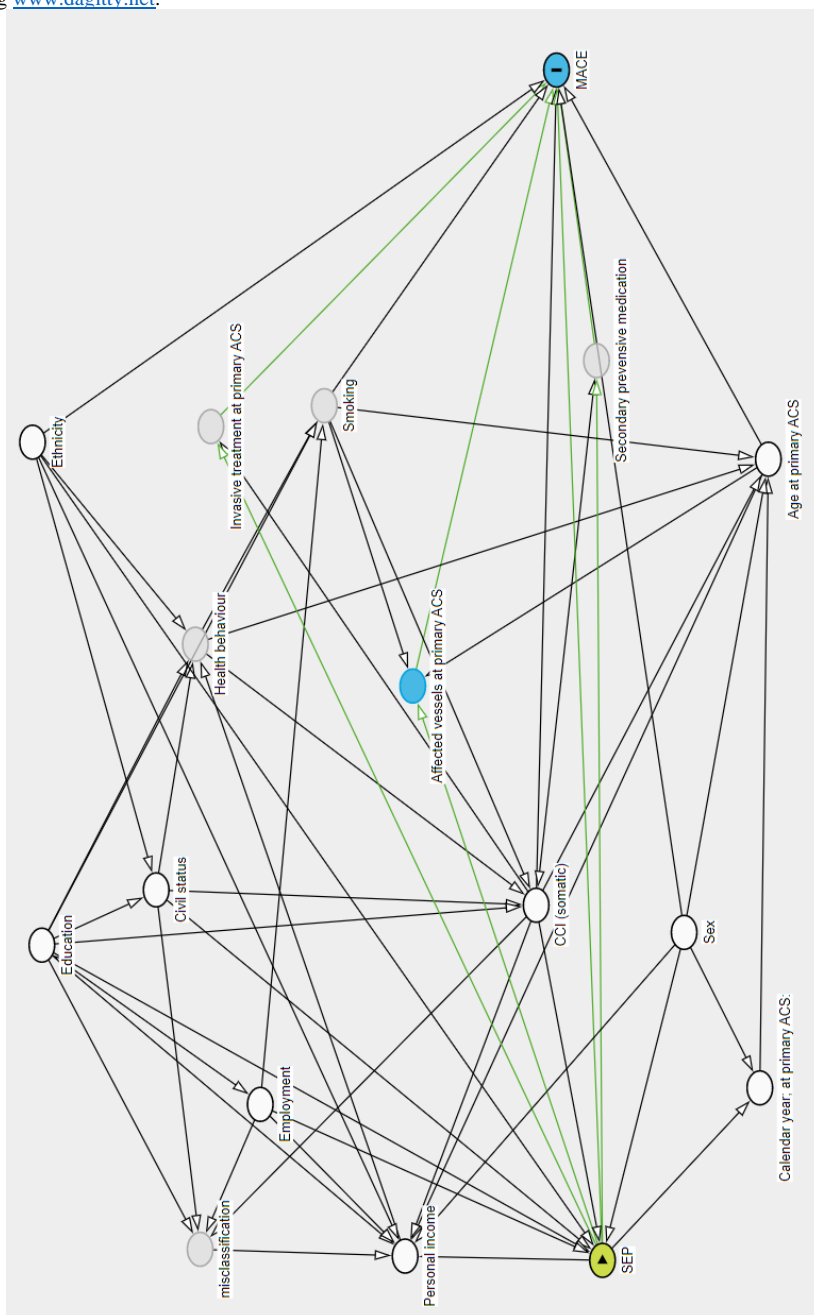 www.dagitty.net.
MACE
Ethnicity
Invasive treatment at primary ACS
Smoking
Secondary prevensive medication
Age at primary ACS
Health behaviour
Affected vessels at primary ACS
Civil status
Education
CCI (somatic)
Sex
Employment
Calendar year; at primary ACS:
misclassification
Personal income
SEP